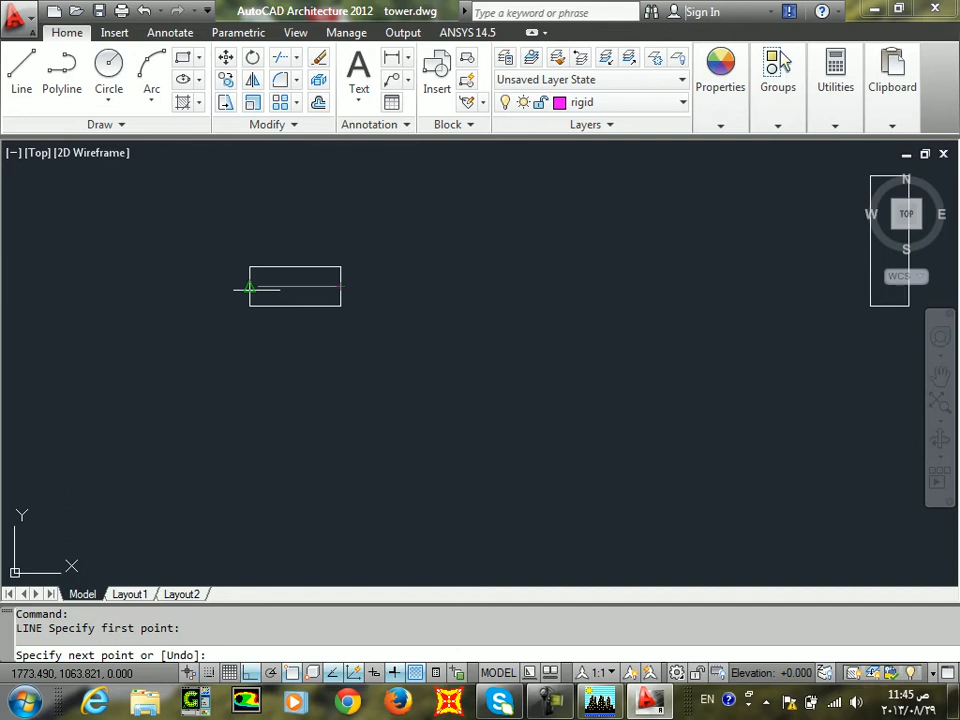 AutoCAD Architecture 2012 tower.dwg
Type a keyword or phrase
Sign In
Home Insert Annotate Parametric View Manage Output ANSYS 14.5
Line Polyline Circle Arc
Text
Insert
Unsaved Layer State
rigid
Properties Groups Utilities Clipboard
Draw Modify Annotation Block Layers
[−] [Top] [2D Wireframe]
N
W TOP E
S
WCS
Y
X
Model Layout1 Layout2
Command:
LINE Specify first point:
Specify next point or [Undo]:
1773.490, 1063.821, 0.000
MODEL
1:1
Elevation: +0.000
EN
11:45 ص
٢٠١٣/٠٨/٢٩